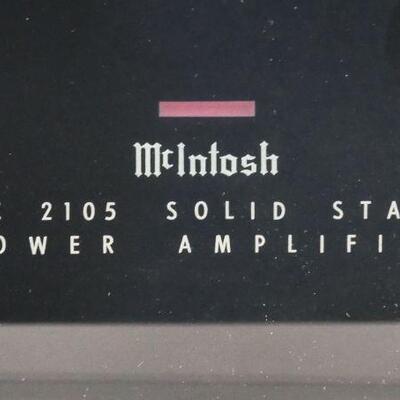 McIntosh
C 2105 SOLID STA
OWER AMPLIFI